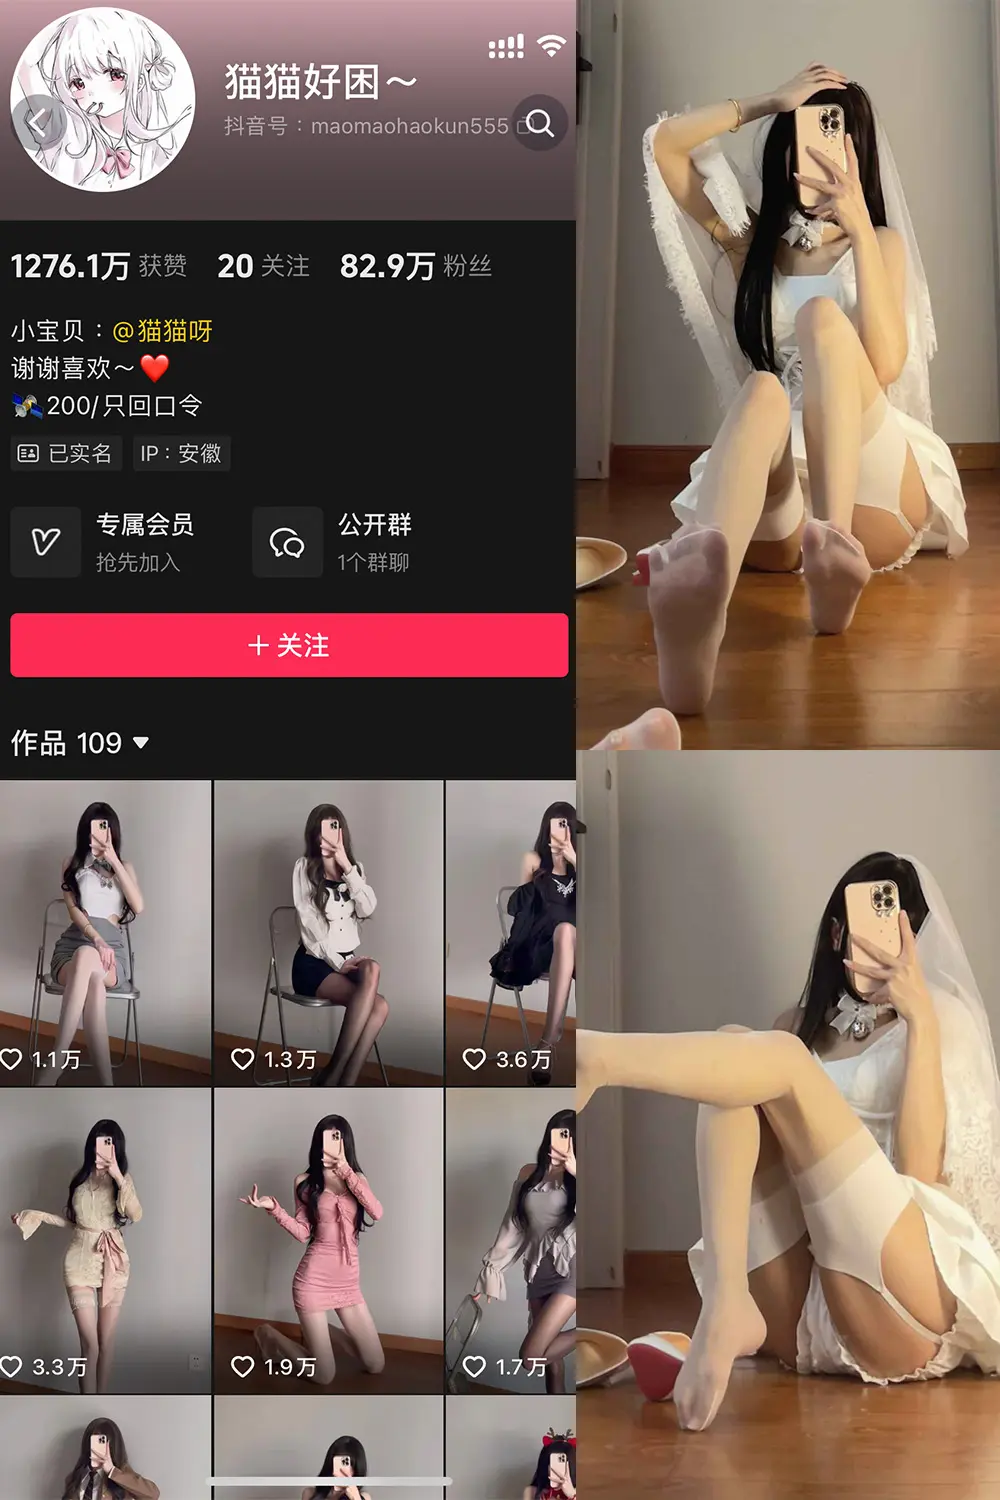 猫猫好困～
抖音号：maomaohaokun555
1276.1万 获赞 20 关注 82.9万 粉丝
小宝贝：@猫猫呀
谢谢喜欢～❤️
🛰️200/只回口令
已实名 IP：安徽
专属会员 公开群
抢先加入 1个群聊
＋关注
作品 109
1.1万 1.3万 3.6万
3.3万 1.9万 1.7万